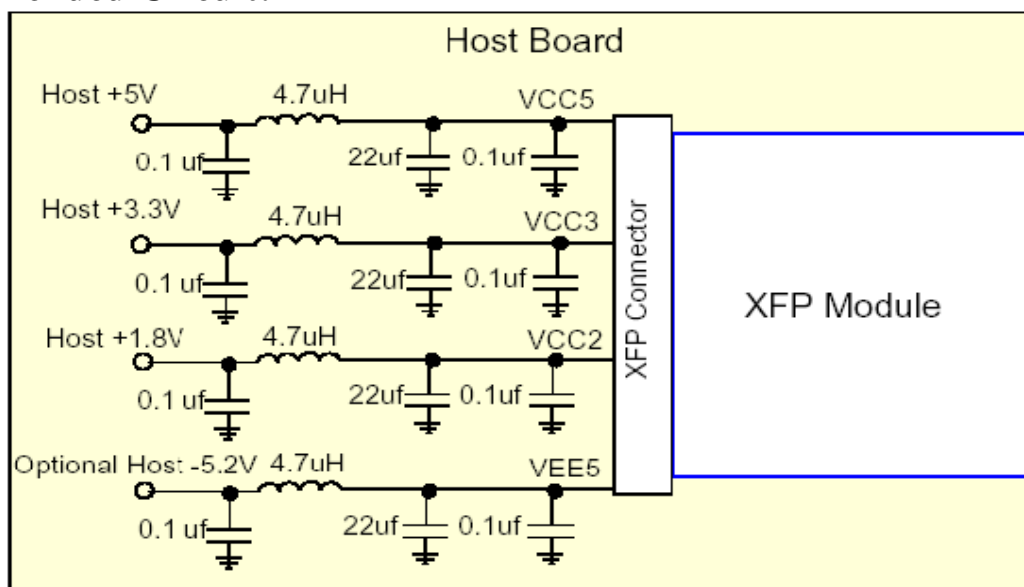 Host Board
Host +5V
4.7uH
VCC5
0.1 uf
22uf
0.1uf
Host +3.3V
4.7uH
VCC3
0.1 uf
22uf
0.1uf
Host +1.8V
4.7uH
VCC2
0.1 uf
22uf
0.1uf
Optional Host -5.2V
4.7uH
VEE5
0.1 uf
22uf
0.1uf
XFP Connector
XFP Module